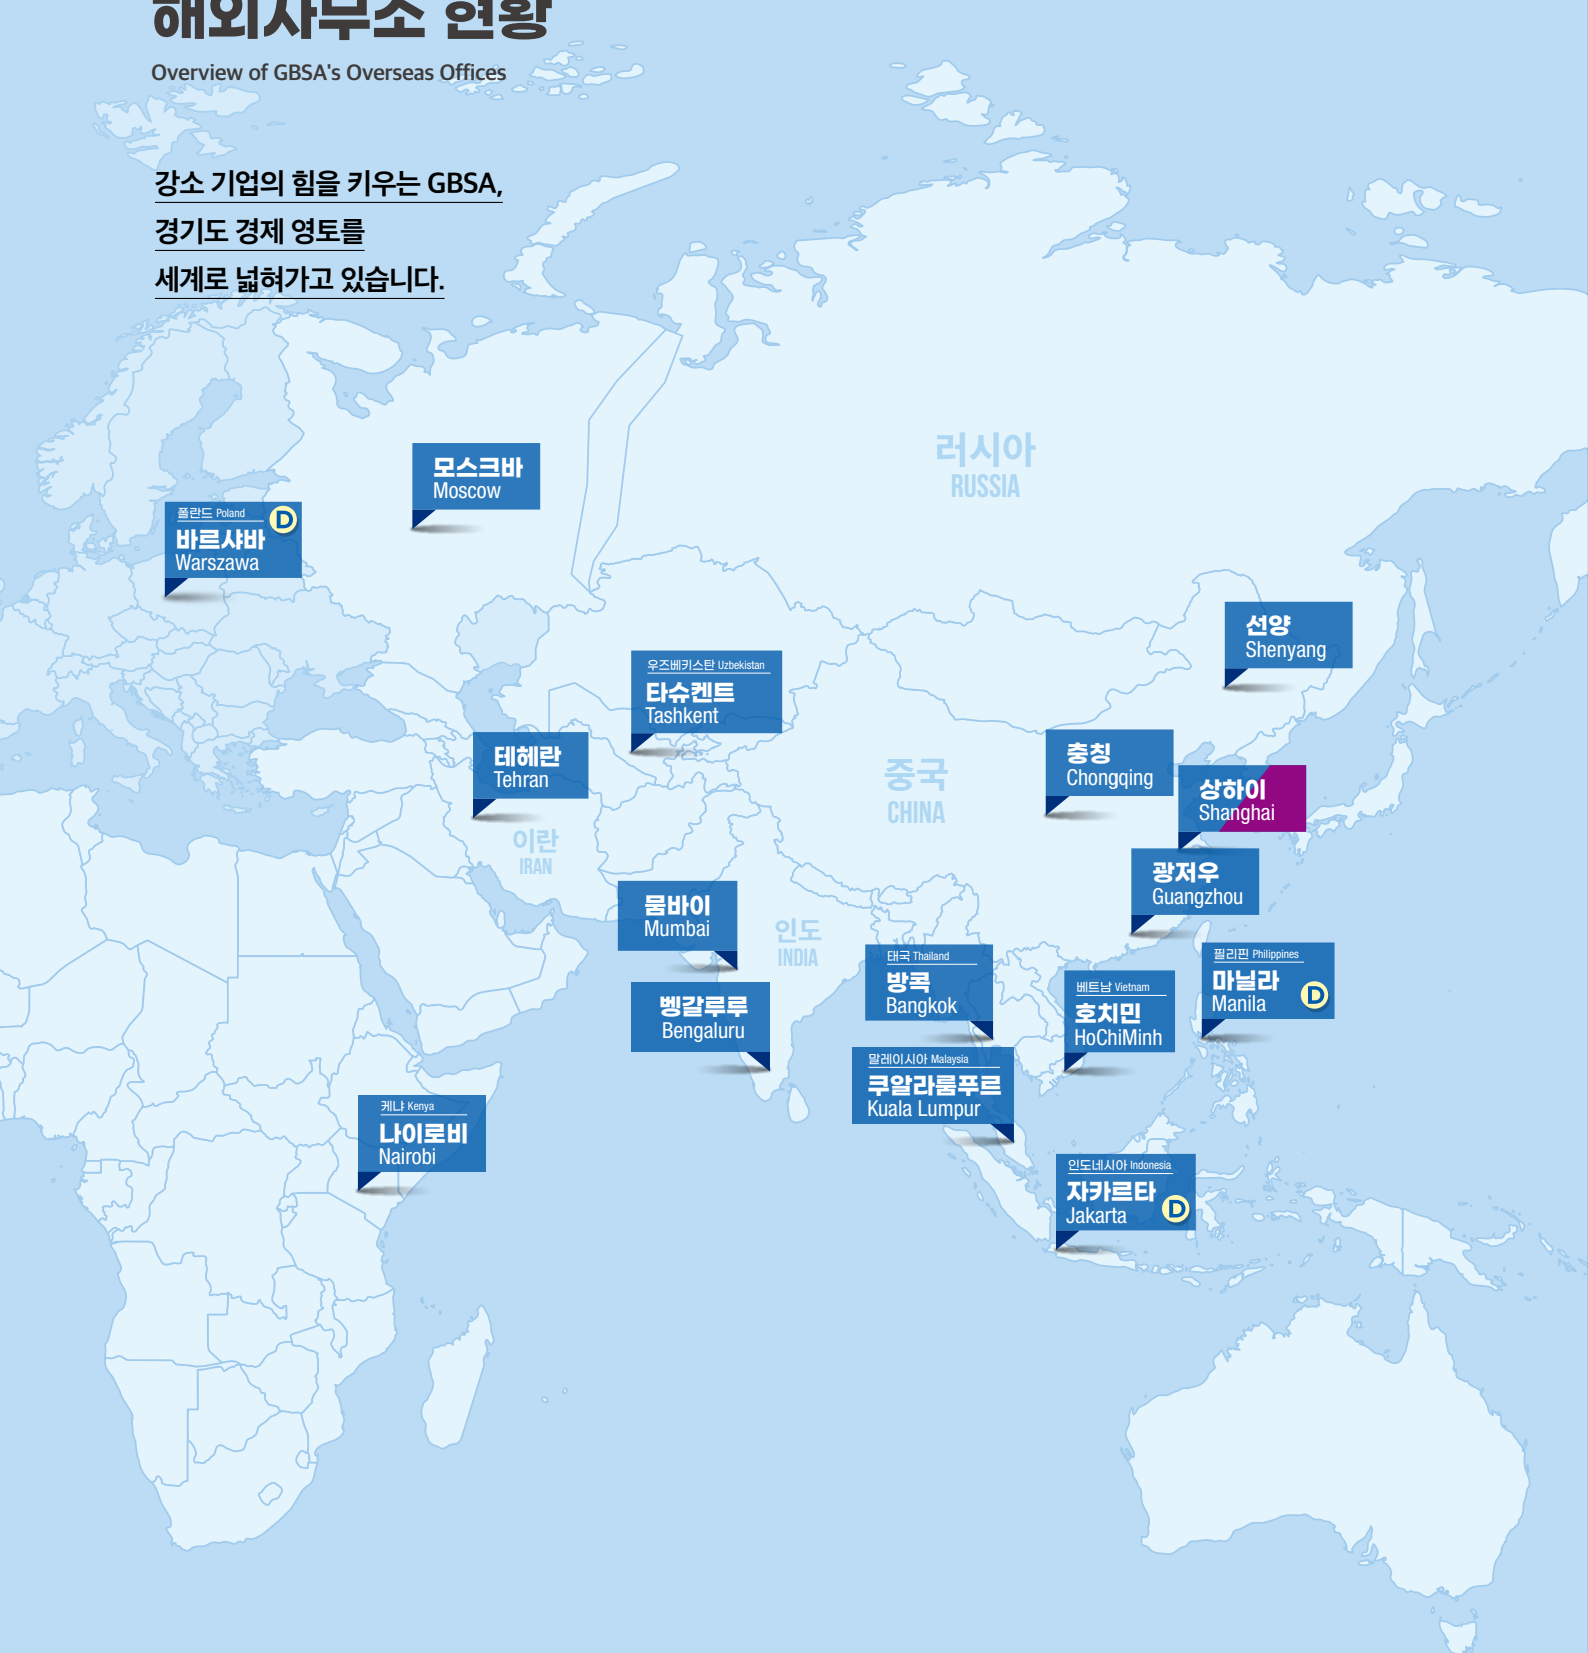 해외사무소 현황
Overview of GBSA's Overseas Offices
강소 기업의 힘을 키우는 GBSA,
경기도 경제 영토를
세계로 넓혀가고 있습니다.
러시아
RUSSIA
모스크바
Moscow
폴란드 Poland
D
바르샤바
Warszawa
선양
Shenyang
우즈베키스탄 Uzbekistan
타슈켄트
Tashkent
테헤란
Tehran
이란
IRAN
중국
CHINA
충칭
Chongqing
상하이
Shanghai
광저우
Guangzhou
뭄바이
Mumbai
인도
INDIA
벵갈루루
Bengaluru
태국 Thailand
방콕
Bangkok
베트남 Vietnam
호치민
HoChiMinh
필리핀 Philippines
마닐라
Manila
D
말레이시아 Malaysia
쿠알라룸푸르
Kuala Lumpur
케냐 Kenya
나이로비
Nairobi
인도네시아 Indonesia
자카르타
Jakarta
D